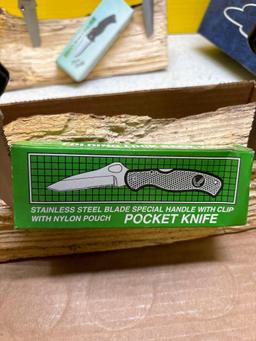 STAINLESS STEEL BLADE SPECIAL HANDLE WITH CLIP
WITH NYLON POUCH POCKET KNIFE